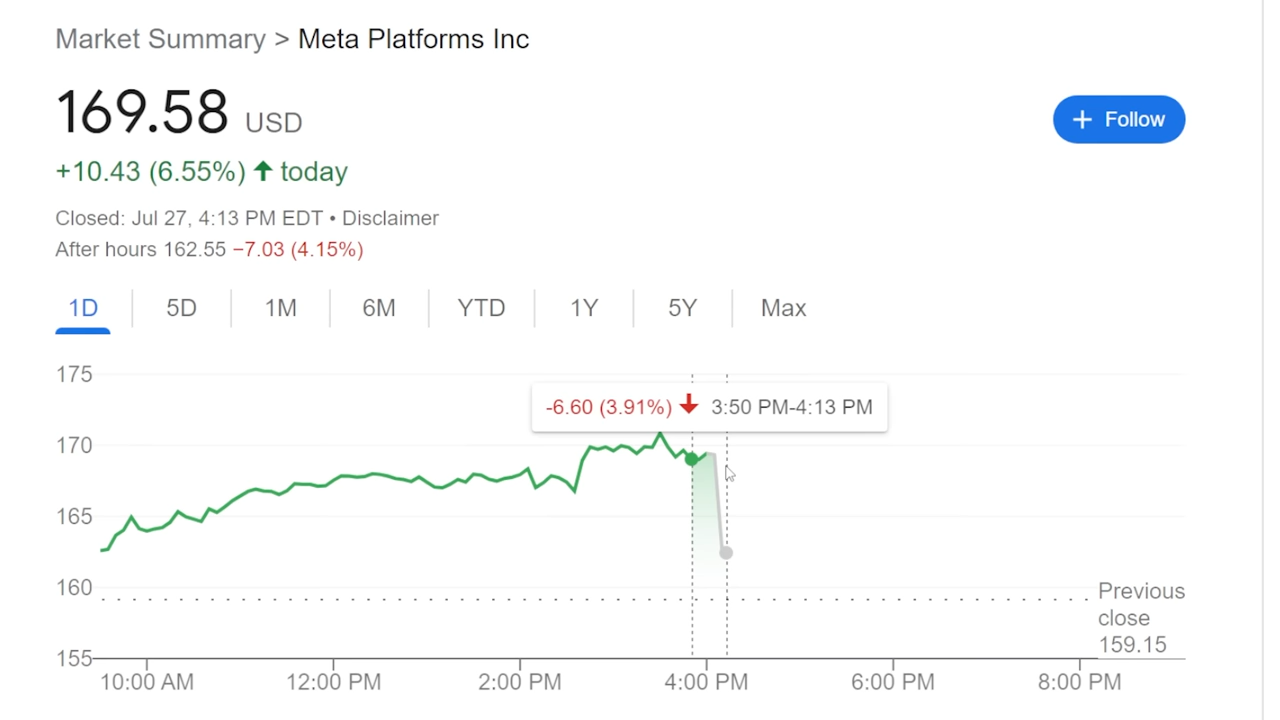 Market Summary > Meta Platforms Inc
169.58 USD
+ Follow
+10.43 (6.55%) ↑ today
Closed: Jul 27, 4:13 PM EDT • Disclaimer
After hours 162.55 −7.03 (4.15%)
1D 5D 1M 6M YTD 1Y 5Y Max
175
-6.60 (3.91%) ↓ 3:50 PM-4:13 PM
170
165
160
Previous
close
159.15
155
10:00 AM 12:00 PM 2:00 PM 4:00 PM 6:00 PM 8:00 PM